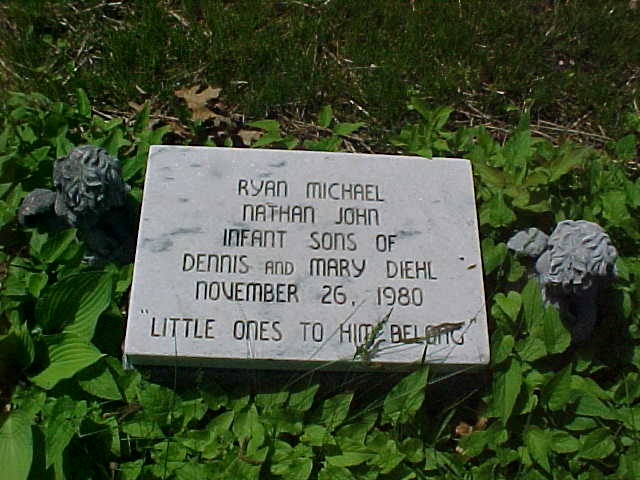 RYAN MICHAEL
NATHAN JOHN
INFANT SONS OF
DENNIS AND MARY DIEHL
NOVEMBER 26, 1980
"LITTLE ONES TO HIM BELONG